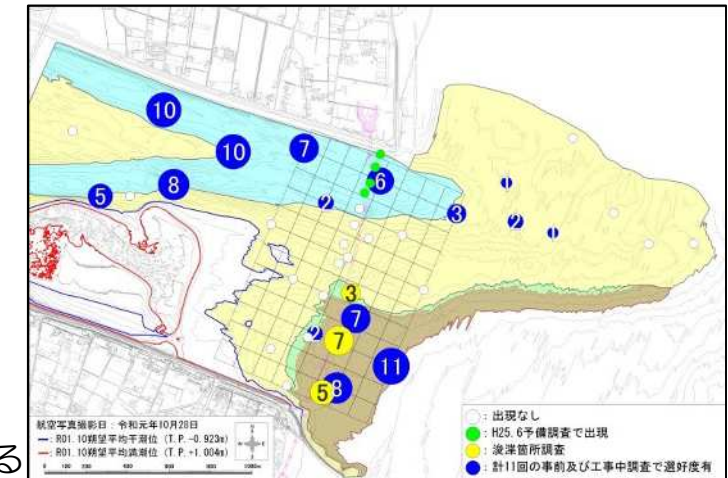 10
10
7
6
8
5
2
3
2
3
7
2
7
11
8
5
航空写真撮影日：令和元年10月28日
：R01.10期望平均干潮位（T.P.-0.923m）
：R01.10期望平均満潮位（T.P.+1.004m）
：出現なし
：H25.6予備調査で出現
：浚渫箇所調査
：計11回の事前及び工事中調査で選好度有
る